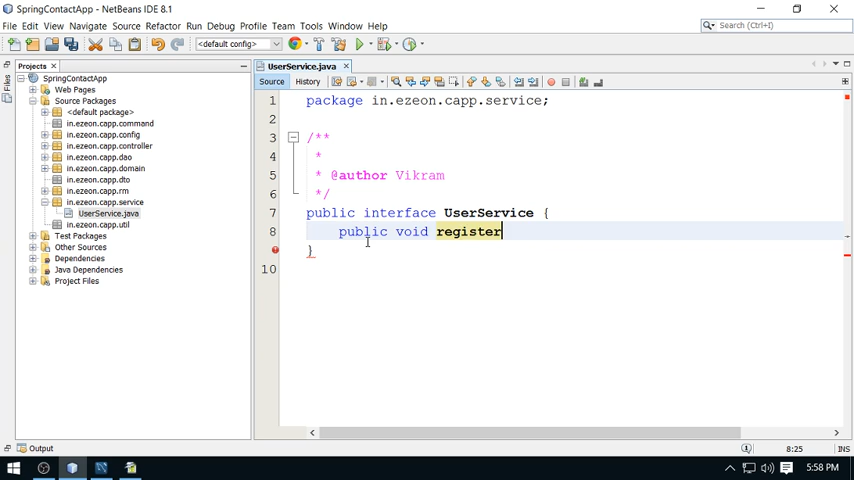 SpringContactApp - NetBeans IDE 8.1
File Edit View Navigate Source Refactor Run Debug Profile Team Tools Window Help
Search (Ctrl+I)
<default config>
Projects
UserService.java
Files
Source History
SpringContactApp
Web Pages
Source Packages
<default package>
in.ezeon.capp.command
in.ezeon.capp.config
in.ezeon.capp.controller
in.ezeon.capp.dao
in.ezeon.capp.domain
in.ezeon.capp.dto
in.ezeon.capp.rm
in.ezeon.capp.service
UserService.java
in.ezeon.capp.util
Test Packages
Other Sources
Dependencies
Java Dependencies
Project Files
1 package in.ezeon.capp.service;
2
3 /**
4 *
5 * @author Vikram
6 */
7 public interface UserService {
8 public void register
}
10
Output
8:25 INS
5:58 PM